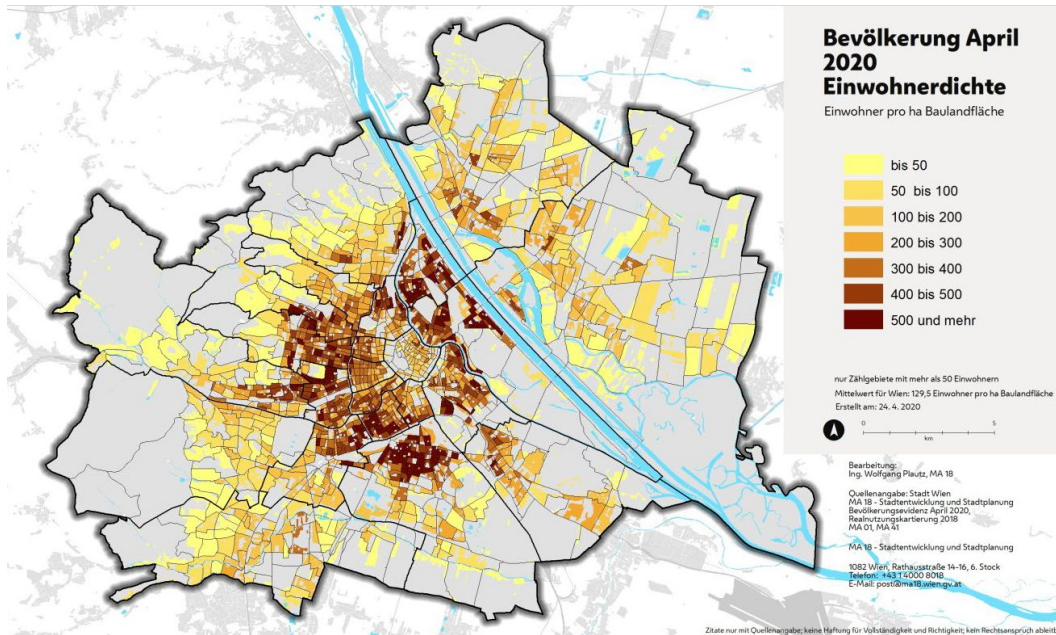 Bevölkerung April
2020
Einwohnerdichte
Einwohner pro ha Baulandfläche
bis 50
50 bis 100
100 bis 200
200 bis 300
300 bis 400
400 bis 500
500 und mehr
nur Zählgebiete mit mehr als 50 Einwohnern
Mittelwert für Wien: 129,5 Einwohner pro ha Baulandfläche
Erstellt am: 24. 4. 2020
0 5
km
Bearbeitung:
Ing. Wolfgang Plautz, MA 18
Quellenangabe: Stadt Wien
MA 18 - Stadtentwicklung und Stadtplanung
Bevölkerungsevidenz April 2020,
Realnutzungskartierung 2018
MA 01, MA 41
MA 18 - Stadtentwicklung und Stadtplanung
1082 Wien, Rathausstraße 14-16, 6. Stock
Telefon: +43 1 4000 8018
E-Mail: post@ma18.wien.gv.at
Zitate nur mit Quellenangabe; keine Haftung für Vollständigkeit und Richtigkeit; kein Rechtsanspruch ableitb